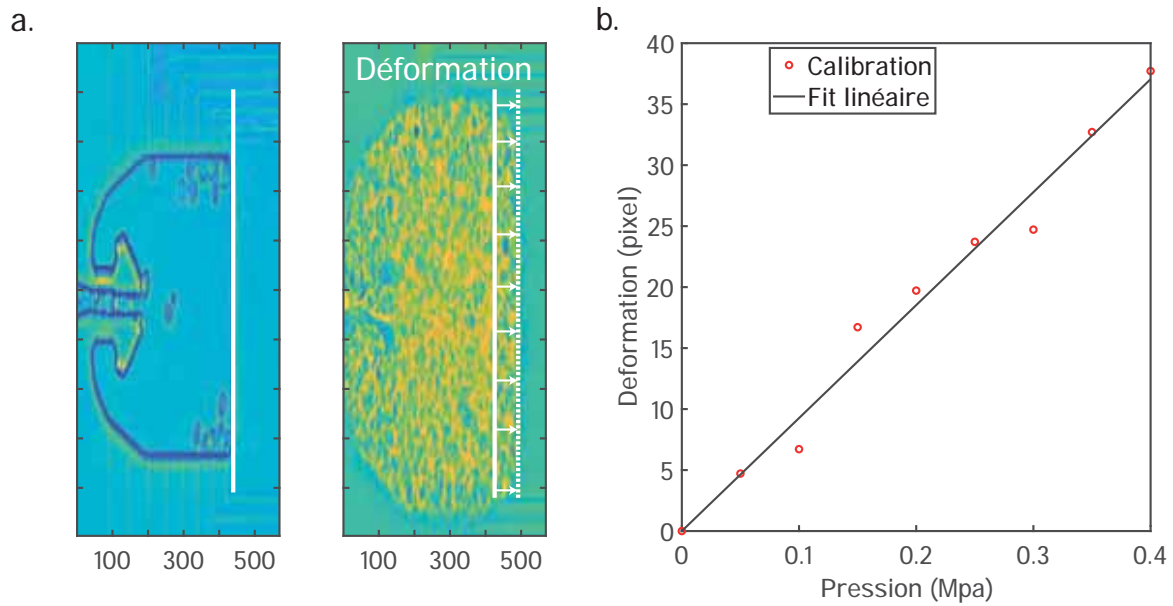 a.
Déformation
100 300 500
100 300 500
b.
40
35
30
25
20
15
10
5
0
Deformation (pixel)
Calibration
Fit linéaire
0 0.1 0.2 0.3 0.4
Pression (Mpa)